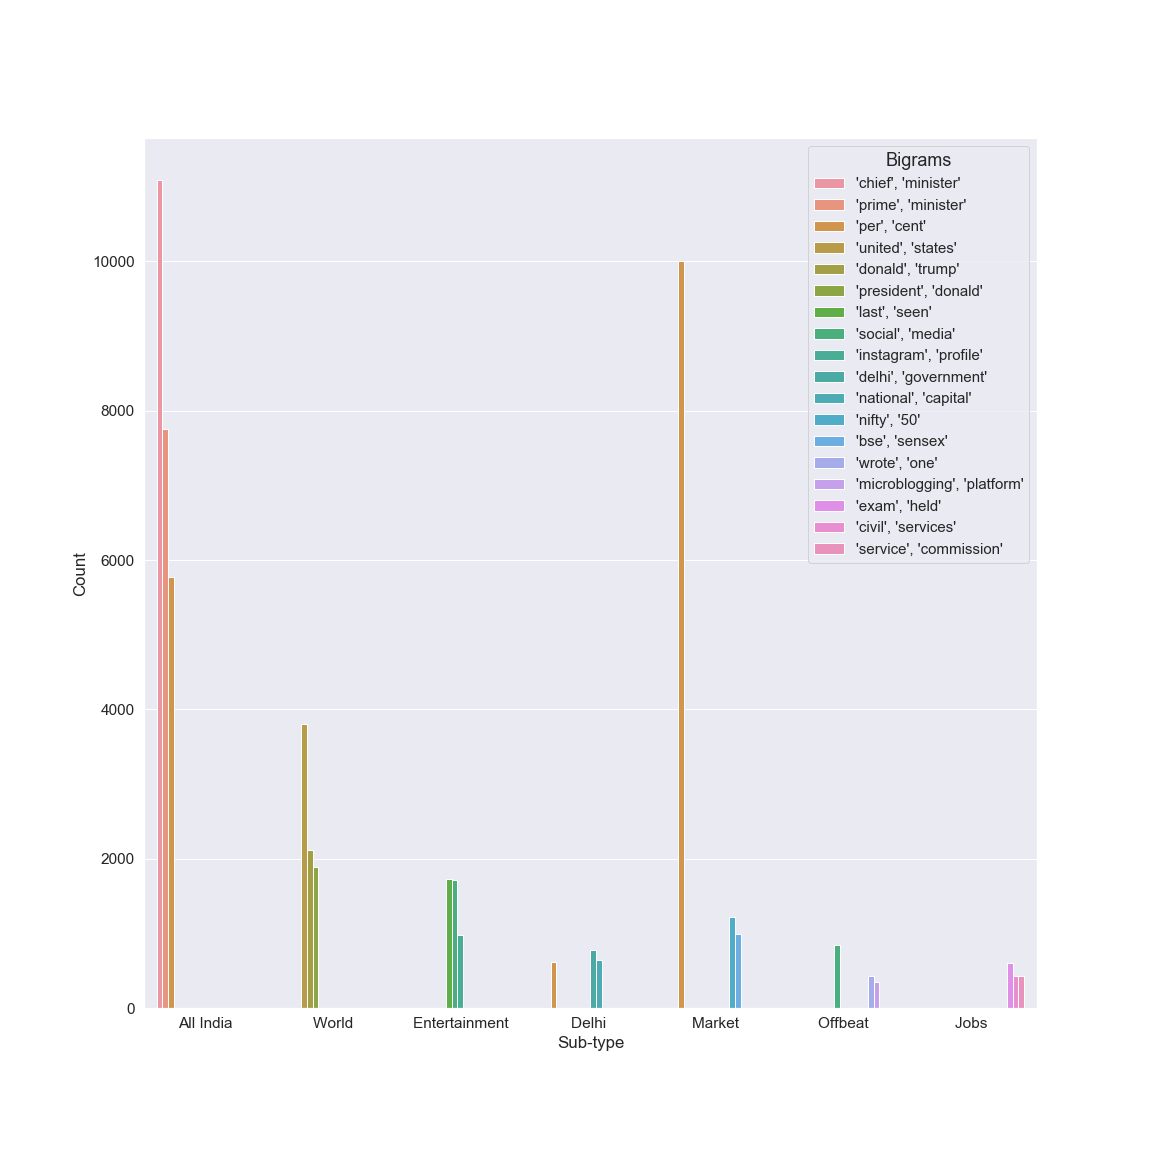 Bigrams
'chief', 'minister'
'prime', 'minister'
'per', 'cent'
'united', 'states'
'donald', 'trump'
'president', 'donald'
'last', 'seen'
'social', 'media'
'instagram', 'profile'
'delhi', 'government'
'national', 'capital'
'nifty', '50'
'bse', 'sensex'
'wrote', 'one'
'microblogging', 'platform'
'exam', 'held'
'civil', 'services'
'service', 'commission'
10000
8000
6000
4000
2000
0
Count
All India World Entertainment Delhi Market Offbeat Jobs
Sub-type